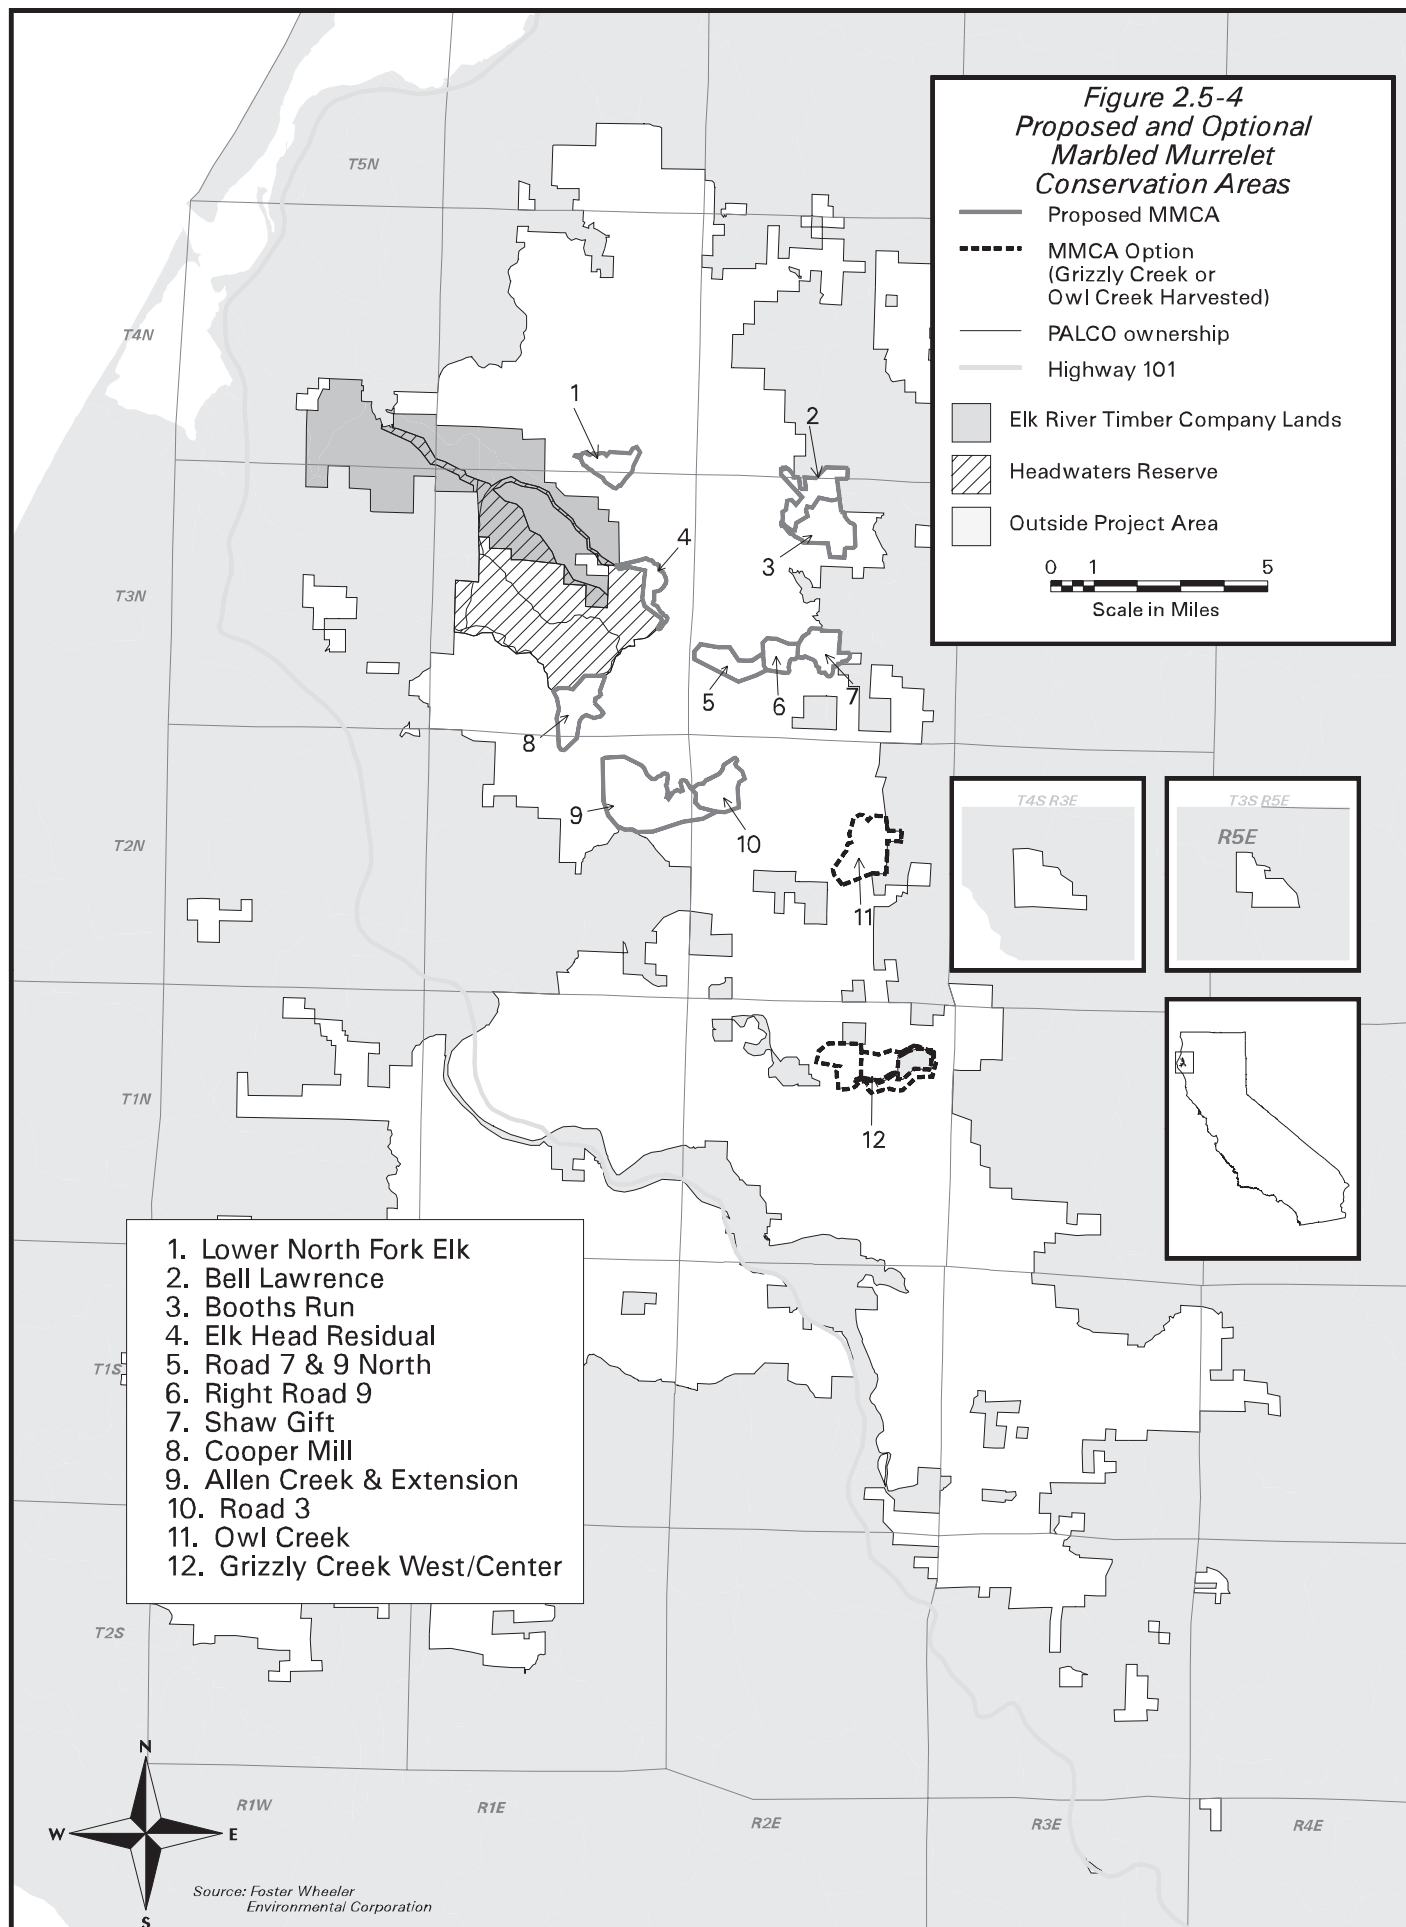 Figure 2.5-4
Proposed and Optional
Marbled Murrelet
Conservation Areas
Proposed MMCA
MMCA Option
(Grizzly Creek or
Owl Creek Harvested)
PALCO ownership
Highway 101
Elk River Timber Company Lands
Headwaters Reserve
Outside Project Area
0 1 5
Scale in Miles
T5N
T4N
T3N
T2N
T1N
T1S
T2S
1
2
3
4
5
6
7
8
9
10
11
12
T4S R3E
T3S R5E
R5E
1. Lower North Fork Elk
2. Bell Lawrence
3. Booths Run
4. Elk Head Residual
5. Road 7 & 9 North
6. Right Road 9
7. Shaw Gift
8. Cooper Mill
9. Allen Creek & Extension
10. Road 3
11. Owl Creek
12. Grizzly Creek West/Center
N
W E
S
R1W
R1E
R2E
R3E
R4E
Source: Foster Wheeler
Environmental Corporation